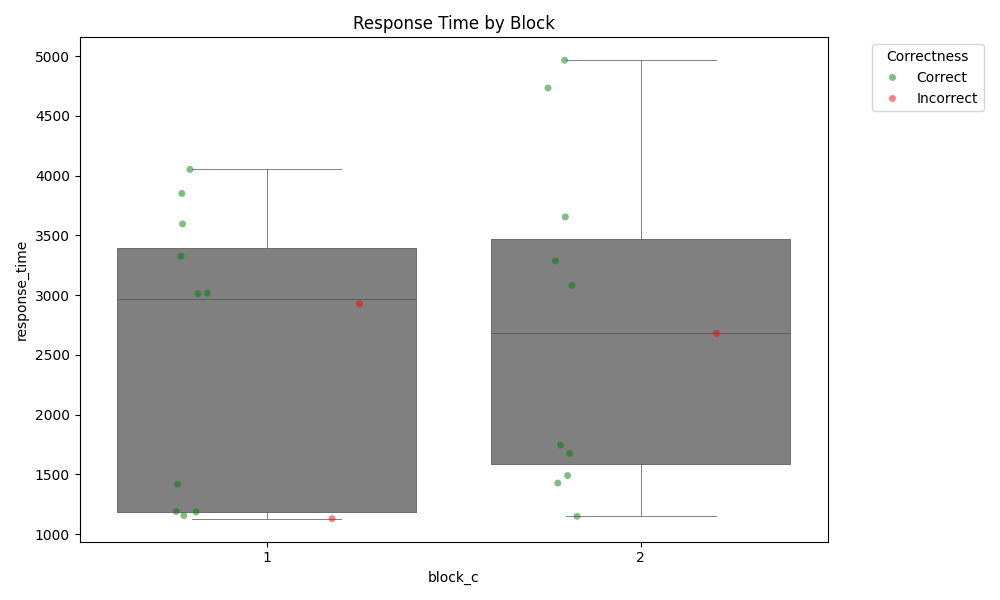 Response Time by Block
Correctness
Correct
Incorrect
response_time
5000
4500
4000
3500
3000
2500
2000
1500
1000
1
2
block_c